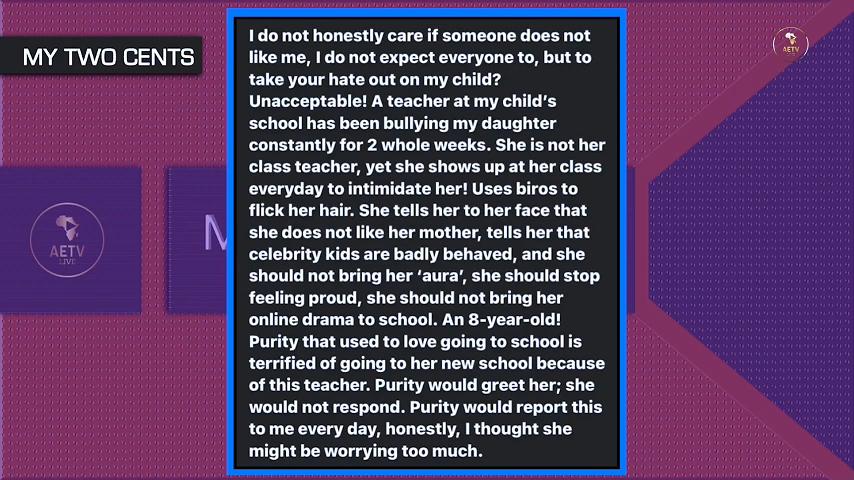 MY TWO CENTS
AETV
LIVE
I do not honestly care if someone does not
like me, I do not expect everyone to, but to
take your hate out on my child?
Unacceptable! A teacher at my child's
school has been bullying my daughter
constantly for 2 whole weeks. She is not her
class teacher, yet she shows up at her class
everyday to intimidate her! Uses biros to
flick her hair. She tells her to her face that
she does not like her mother, tells her that
celebrity kids are badly behaved, and she
should not bring her ‘aura’, she should stop
feeling proud, she should not bring her
online drama to school. An 8-year-old!
Purity that used to love going to school is
terrified of going to her new school because
of this teacher. Purity would greet her; she
would not respond. Purity would report this
to me every day, honestly, I thought she
might be worrying too much.
AETV
LIVE
M